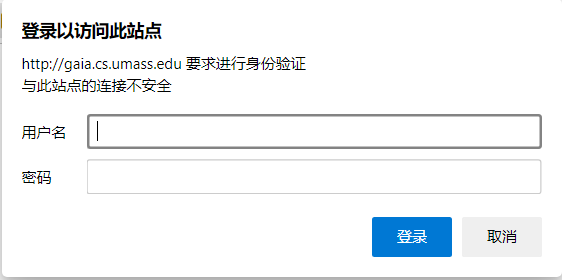 登录以访问此站点
http://gaia.cs.umass.edu 要求进行身份验证
与此站点的连接不安全
用户名
密码
登录 取消